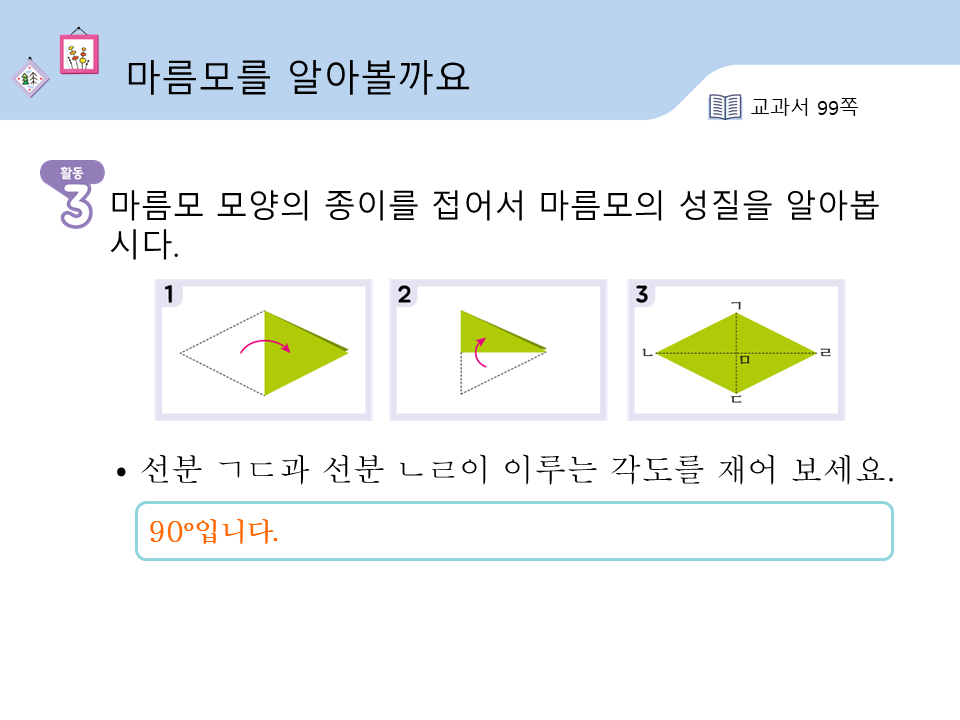 마름모를 알아볼까요
교과서 99쪽
활동
3
마름모 모양의 종이를 접어서 마름모의 성질을 알아봅
시다.
1
2
3
ㄱ
ㄴ
ㅁ
ㄹ
ㄷ
• 선분 ㄱㄷ과 선분 ㄴㄹ이 이루는 각도를 재어 보세요.
90°입니다.